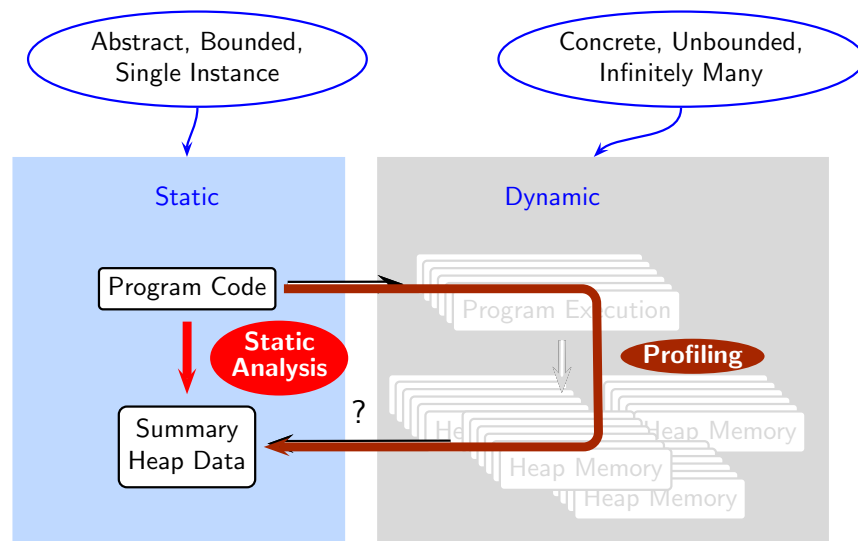 Abstract, Bounded,
Single Instance
Concrete, Unbounded,
Infinitely Many
Static
Dynamic
Program Code
Program Execution
Static
Analysis
Profiling
?
Summary
Heap Data
Heap Memory
Heap Memory
Heap Memory